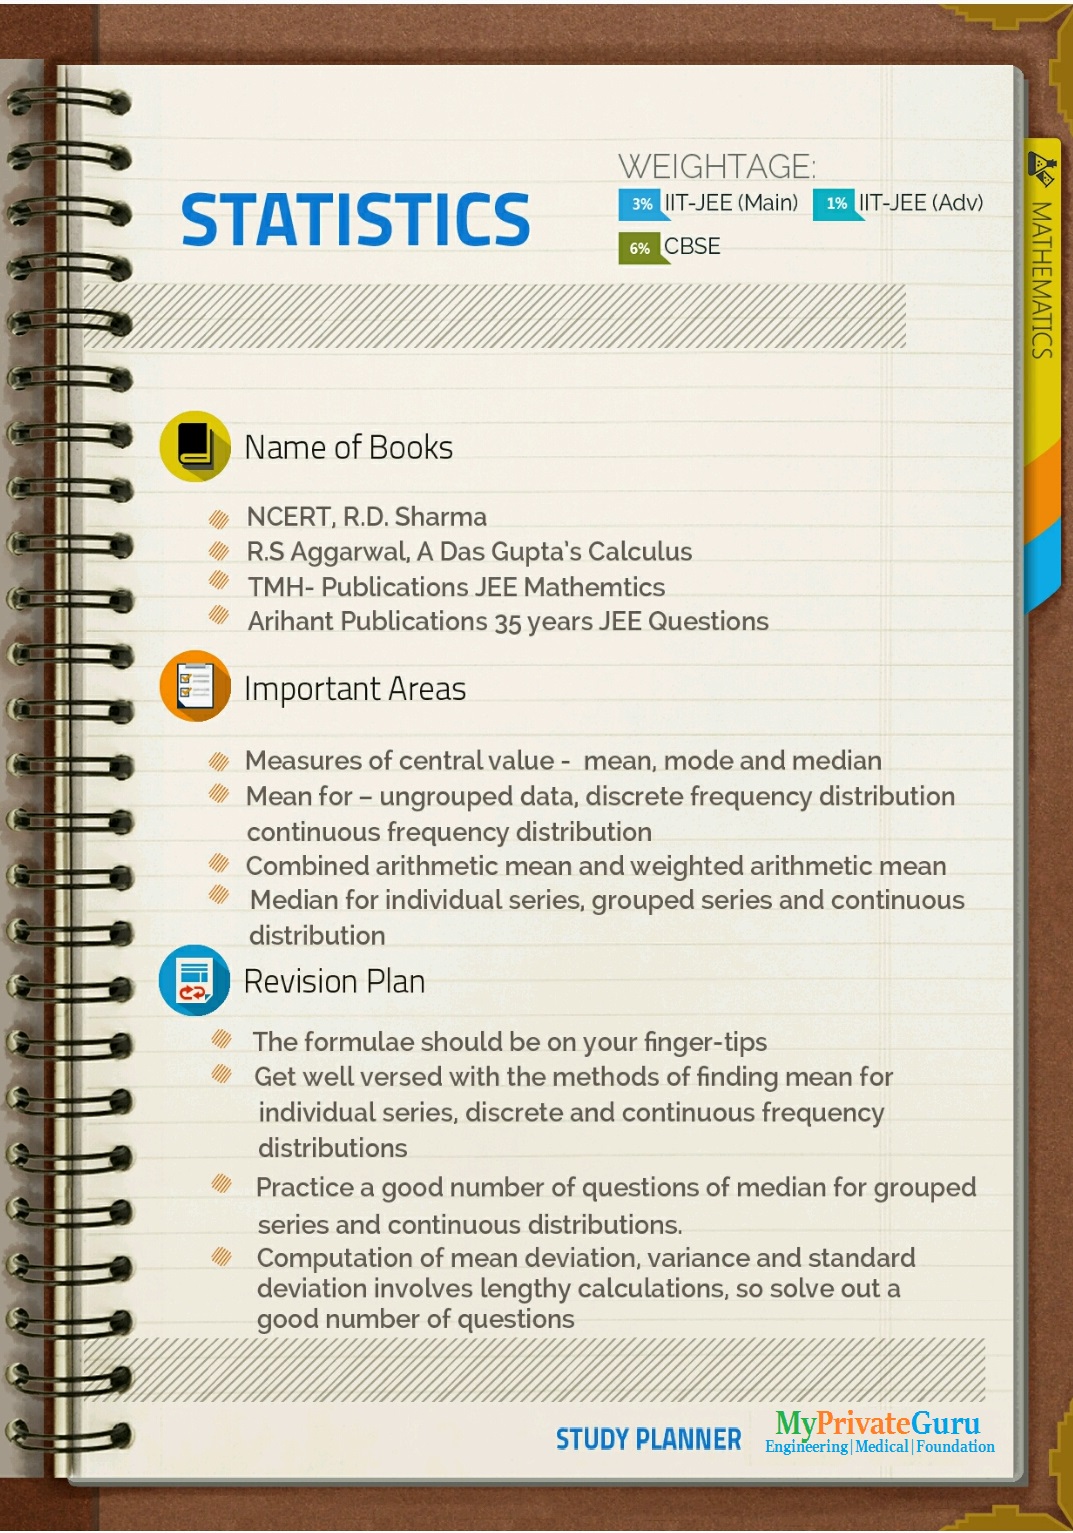 STATISTICS
WEIGHTAGE:
3% IIT-JEE (Main) 1% IIT-JEE (Adv)
6% CBSE
MATHEMATICS
Name of Books
NCERT, R.D. Sharma
R.S Aggarwal, A Das Gupta's Calculus
TMH- Publications JEE Mathemtics
Arihant Publications 35 years JEE Questions
Important Areas
Measures of central value - mean, mode and median
Mean for – ungrouped data, discrete frequency distribution
continuous frequency distribution
Combined arithmetic mean and weighted arithmetic mean
Median for individual series, grouped series and continuous
distribution
Revision Plan
The formulae should be on your finger-tips
Get well versed with the methods of finding mean for
individual series, discrete and continuous frequency
distributions
Practice a good number of questions of median for grouped
series and continuous distributions.
Computation of mean deviation, variance and standard
deviation involves lengthy calculations, so solve out a
good number of questions
STUDY PLANNER
MyPrivateGuru
Engineering|Medical|Foundation